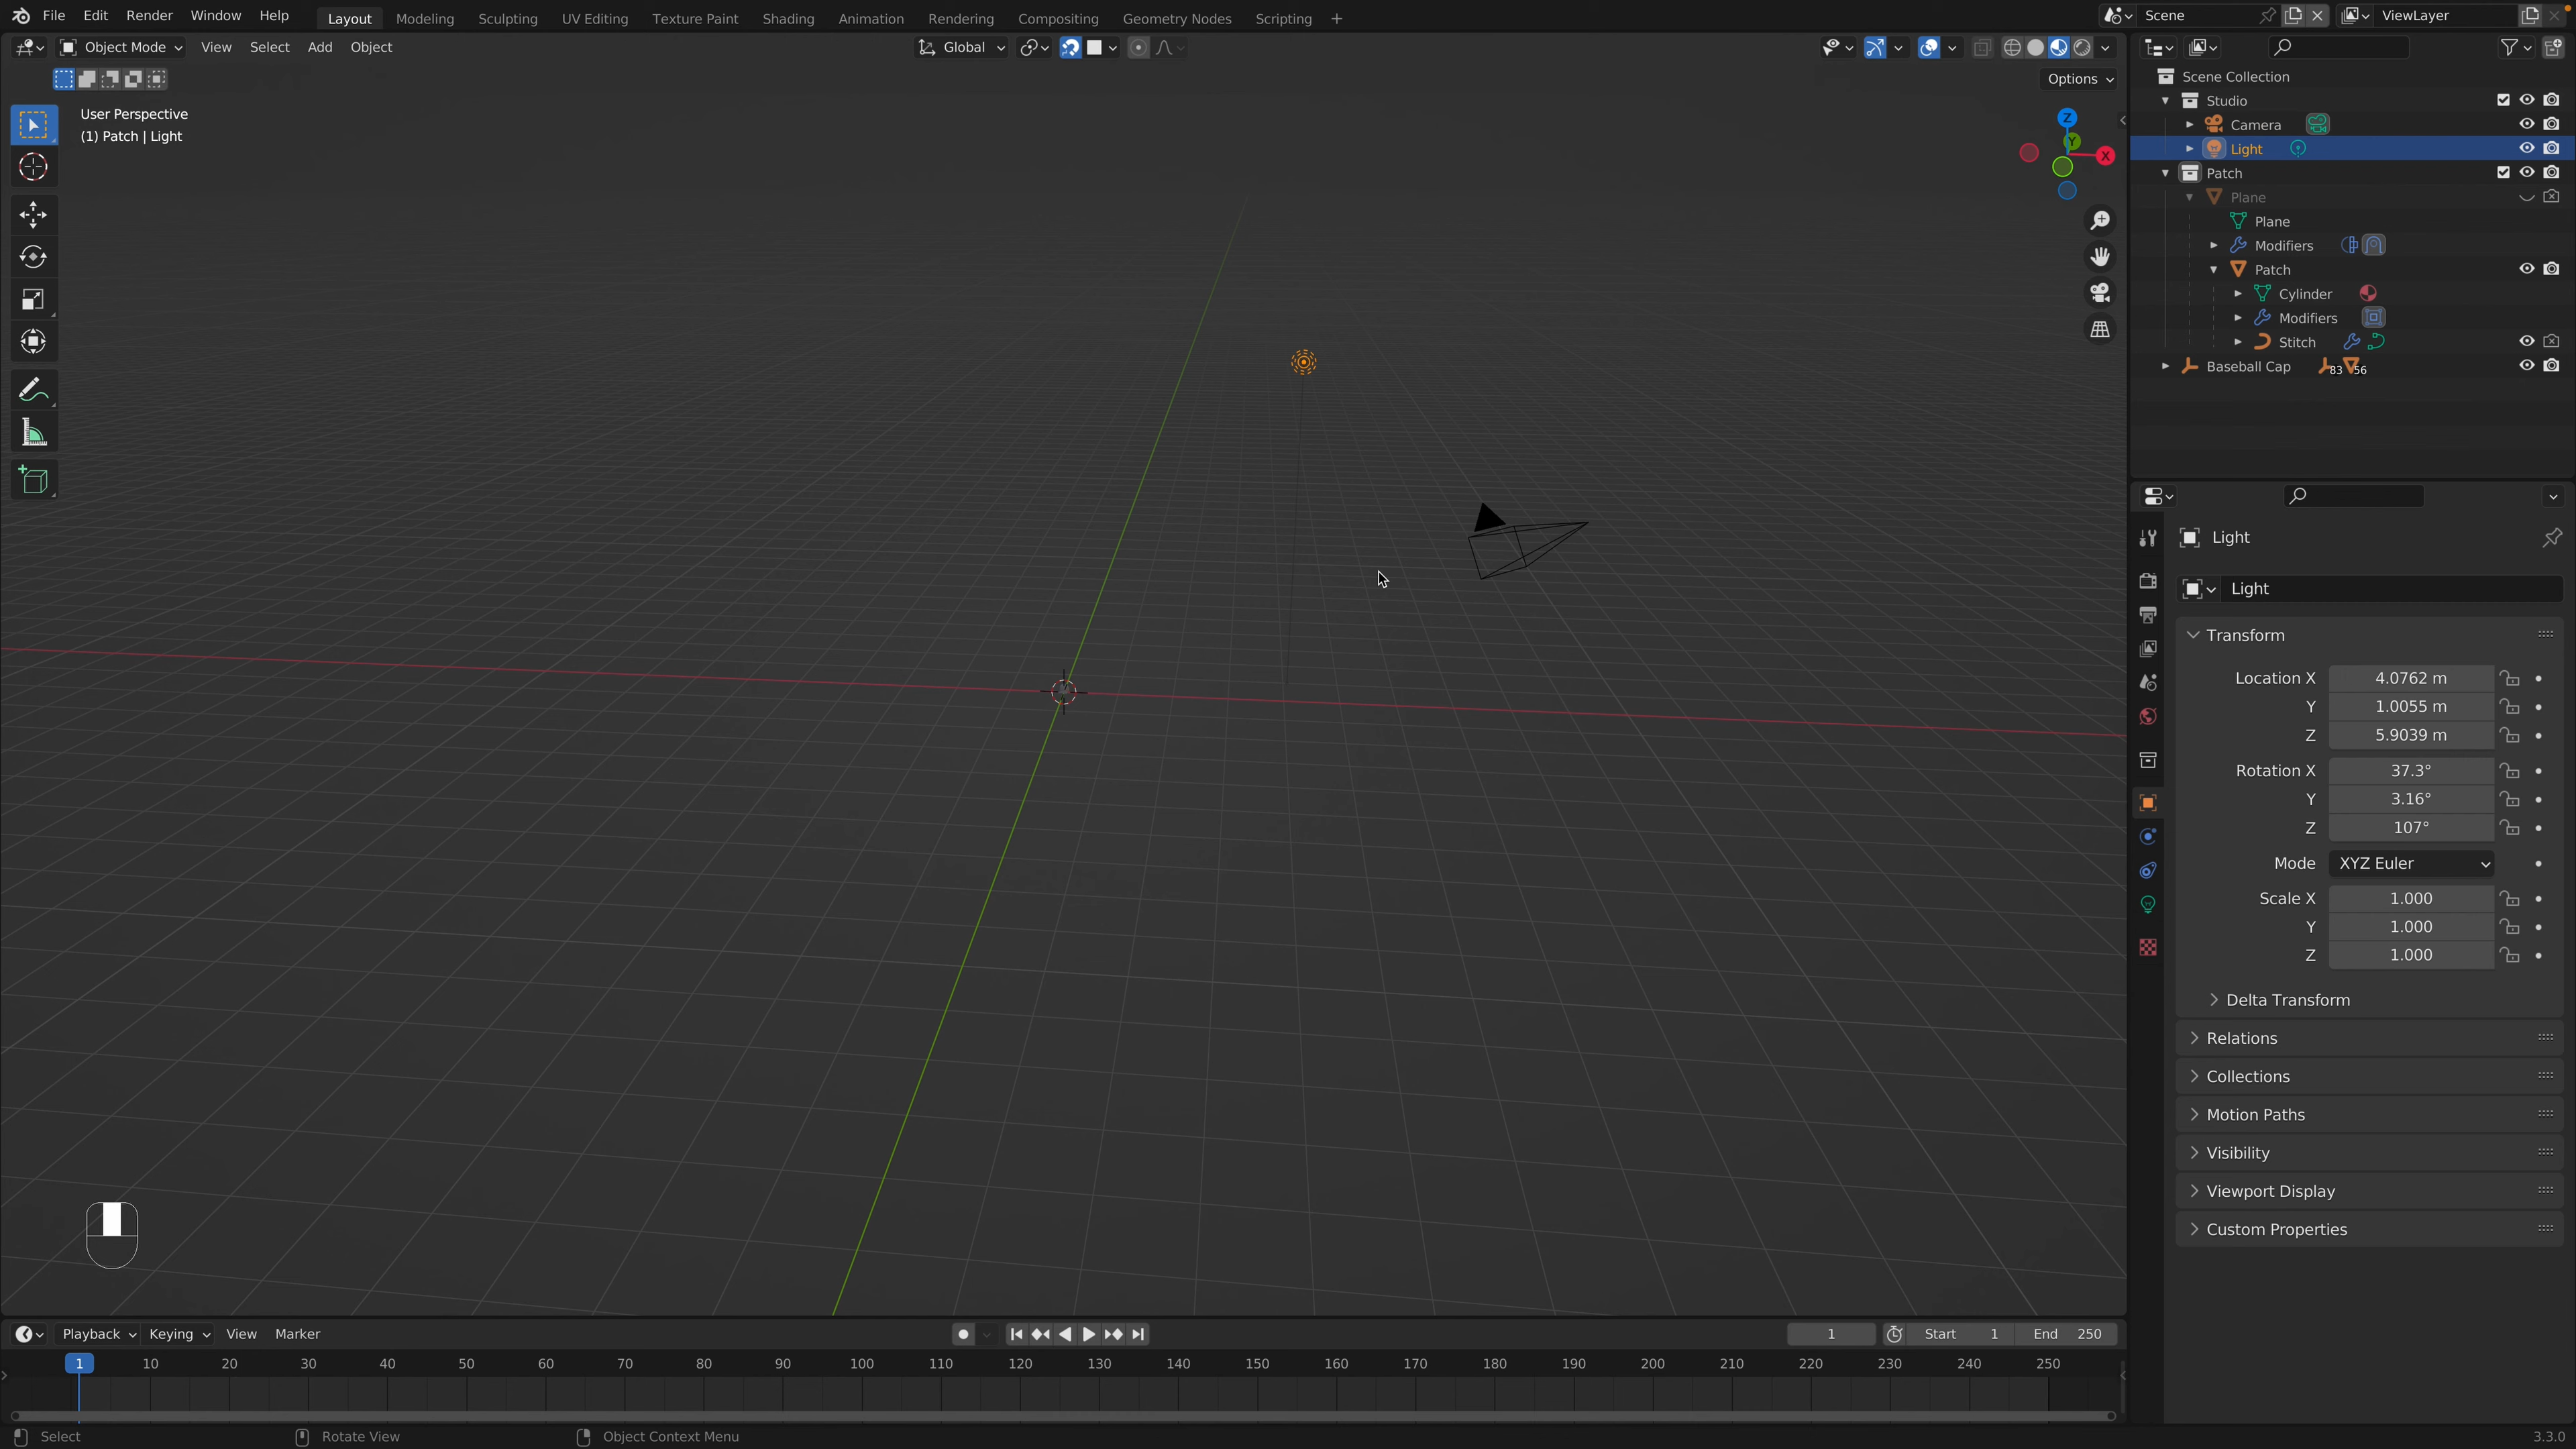 File Edit Render Window Help Layout Modeling Sculpting UV Editing Texture Paint Shading Animation Rendering Compositing Geometry Nodes Scripting + Scene ViewLayer
Object Mode View Select Add Object Global
Options
User Perspective
(1) Patch | Light
Z
Y
X
Scene Collection
Studio
Camera
Light
Patch
Plane
Plane
Modifiers
Patch
Cylinder
Modifiers
Stitch
Baseball Cap 83 56
Light
Light
Transform
Location X 4.0762 m
Y 1.0055 m
Z 5.9039 m
Rotation X 37.3°
Y 3.16°
Z 107°
Mode XYZ Euler
Scale X 1.000
Y 1.000
Z 1.000
Delta Transform
Relations
Collections
Motion Paths
Visibility
Viewport Display
Custom Properties
Playback Keying View Marker 1 Start 1 End 250
1 10 20 30 40 50 60 70 80 90 100 110 120 130 140 150 160 170 180 190 200 210 220 230 240 250
Select Rotate View Object Context Menu 3.3.0